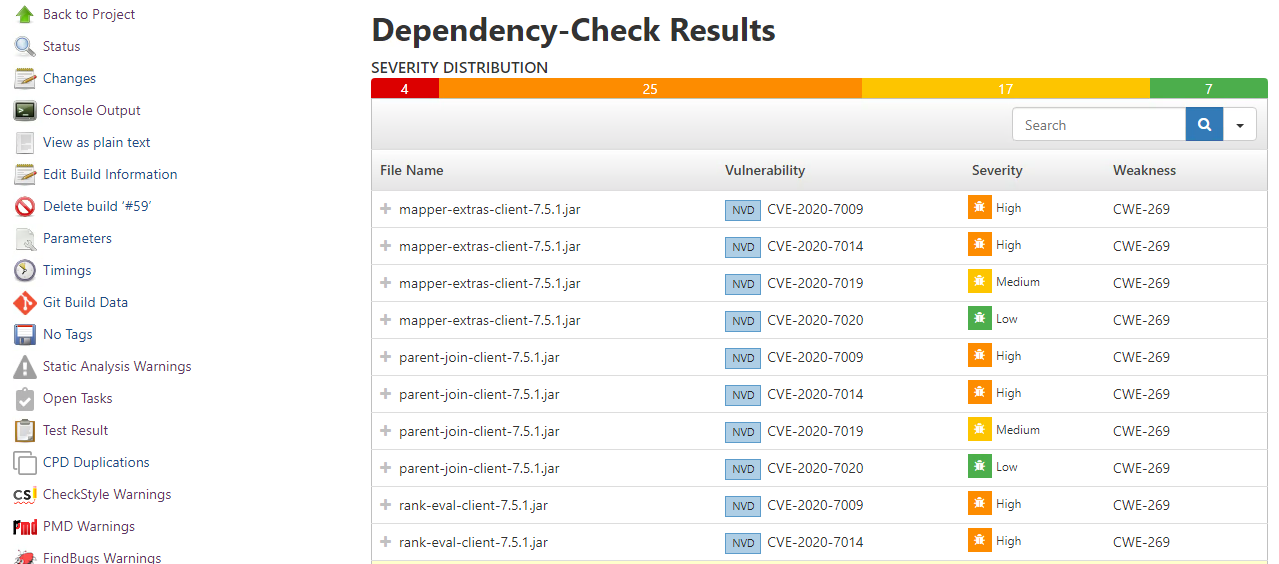 Back to Project
Status
Changes
Console Output
View as plain text
Edit Build Information
Delete build ‘#59’
Parameters
Timings
Git Build Data
No Tags
Static Analysis Warnings
Open Tasks
Test Result
CPD Duplications
CS! CheckStyle Warnings
PMD PMD Warnings
FindBugs Warnings
Dependency-Check Results
SEVERITY DISTRIBUTION
4 25 17 7
Search
File Name Vulnerability Severity Weakness
mapper-extras-client-7.5.1.jar NVD CVE-2020-7009 High CWE-269
mapper-extras-client-7.5.1.jar NVD CVE-2020-7014 High CWE-269
mapper-extras-client-7.5.1.jar NVD CVE-2020-7019 Medium CWE-269
mapper-extras-client-7.5.1.jar NVD CVE-2020-7020 Low CWE-269
parent-join-client-7.5.1.jar NVD CVE-2020-7009 High CWE-269
parent-join-client-7.5.1.jar NVD CVE-2020-7014 High CWE-269
parent-join-client-7.5.1.jar NVD CVE-2020-7019 Medium CWE-269
parent-join-client-7.5.1.jar NVD CVE-2020-7020 Low CWE-269
rank-eval-client-7.5.1.jar NVD CVE-2020-7009 High CWE-269
rank-eval-client-7.5.1.jar NVD CVE-2020-7014 High CWE-269